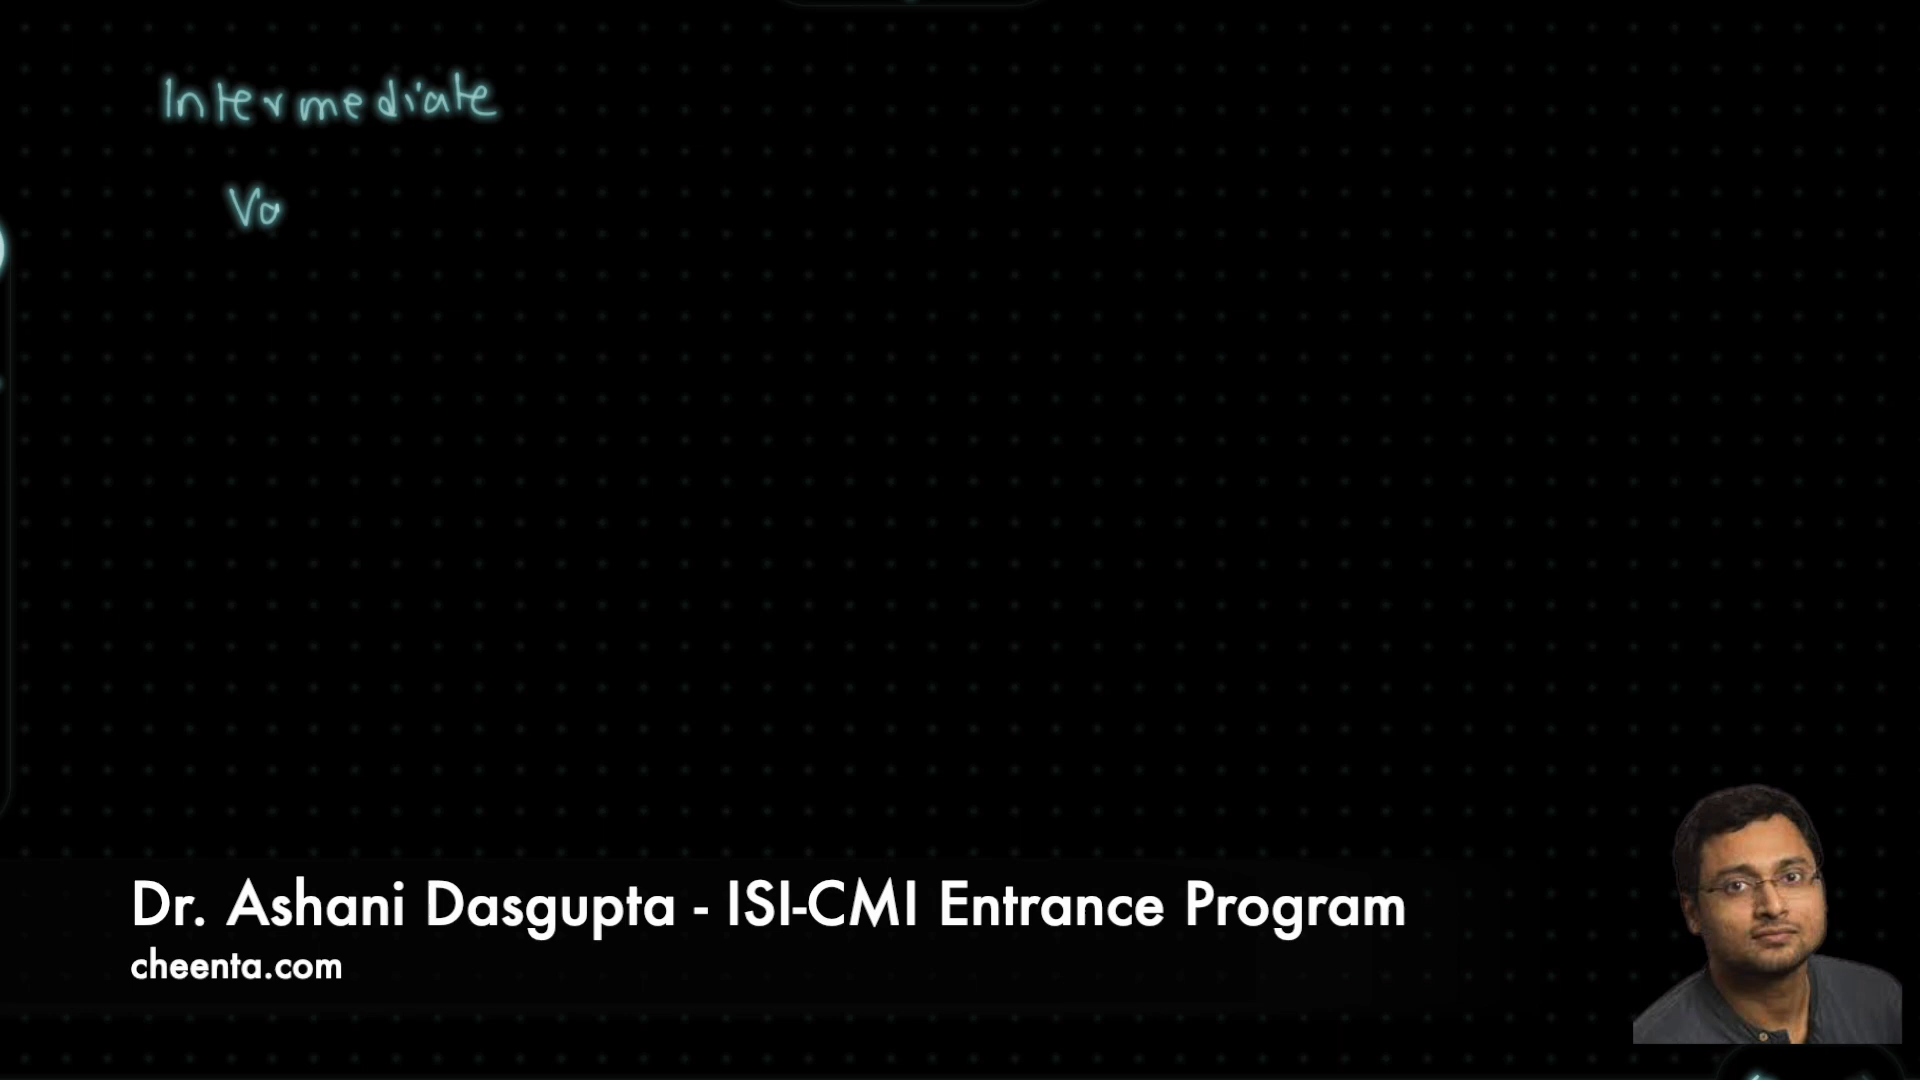 Intermediate
Va
Dr. Ashani Dasgupta - ISI-CMI Entrance Program
cheenta.com